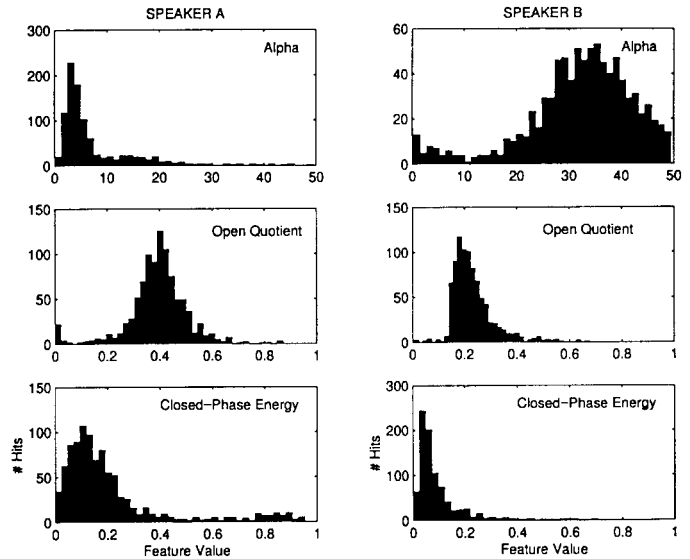 SPEAKER A
300
200
100
0
Alpha
0 10 20 30 40 50
150
100
50
0
Open Quotient
0 0.2 0.4 0.6 0.8 1
150
100
50
0
# Hits
Closed-Phase Energy
0 0.2 0.4 0.6 0.8 1
Feature Value
SPEAKER B
60
40
20
0
Alpha
0 10 20 30 40 50
150
100
50
0
Open Quotient
0 0.2 0.4 0.6 0.8 1
300
200
100
0
# Hits
Closed-Phase Energy
0 0.2 0.4 0.6 0.8 1
Feature Value